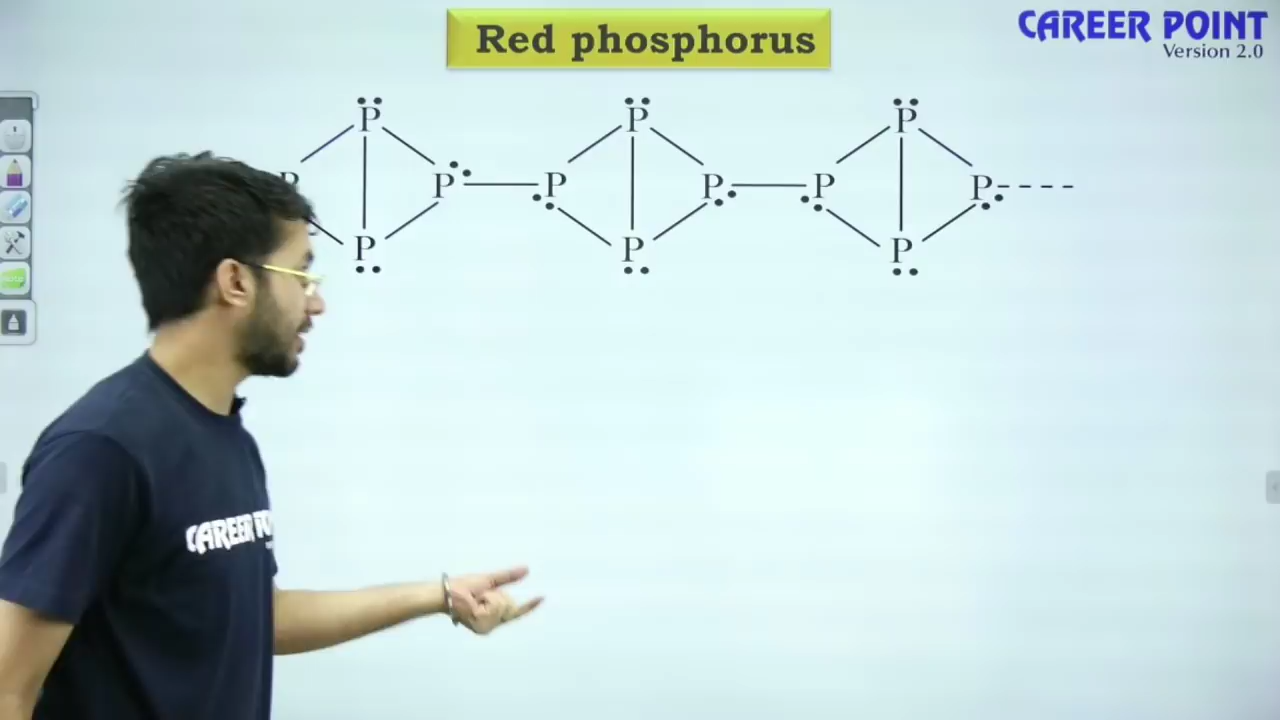 Red phosphorus
CAREER POINT
Version 2.0
P P P
P P P P P P
P P P
CAREER